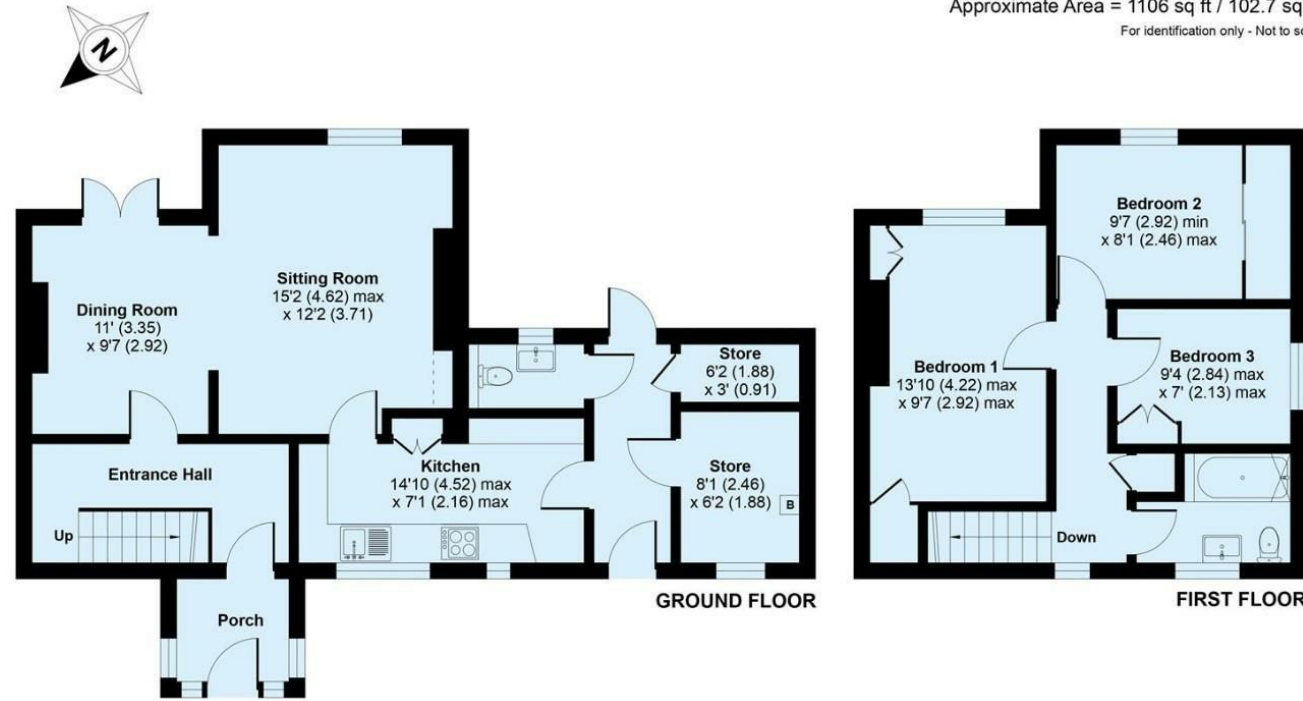 Approximate Area = 1106 sq ft / 102.7 sq
For identification only - Not to
N
Dining Room
11' (3.35)
x 9'7 (2.92)
Sitting Room
15'2 (4.62) max
x 12'2 (3.71)
Entrance Hall
Up
Porch
Kitchen
14'10 (4.52) max
x 7'1 (2.16) max
Store
6'2 (1.88)
x 3' (0.91)
Store
8'1 (2.46)
x 6'2 (1.88)
B
GROUND FLOOR
Bedroom 2
9'7 (2.92) min
x 8'1 (2.46) max
Bedroom 1
13'10 (4.22) max
x 9'7 (2.92) max
Bedroom 3
9'4 (2.84) max
x 7' (2.13) max
Down
FIRST FLOOR